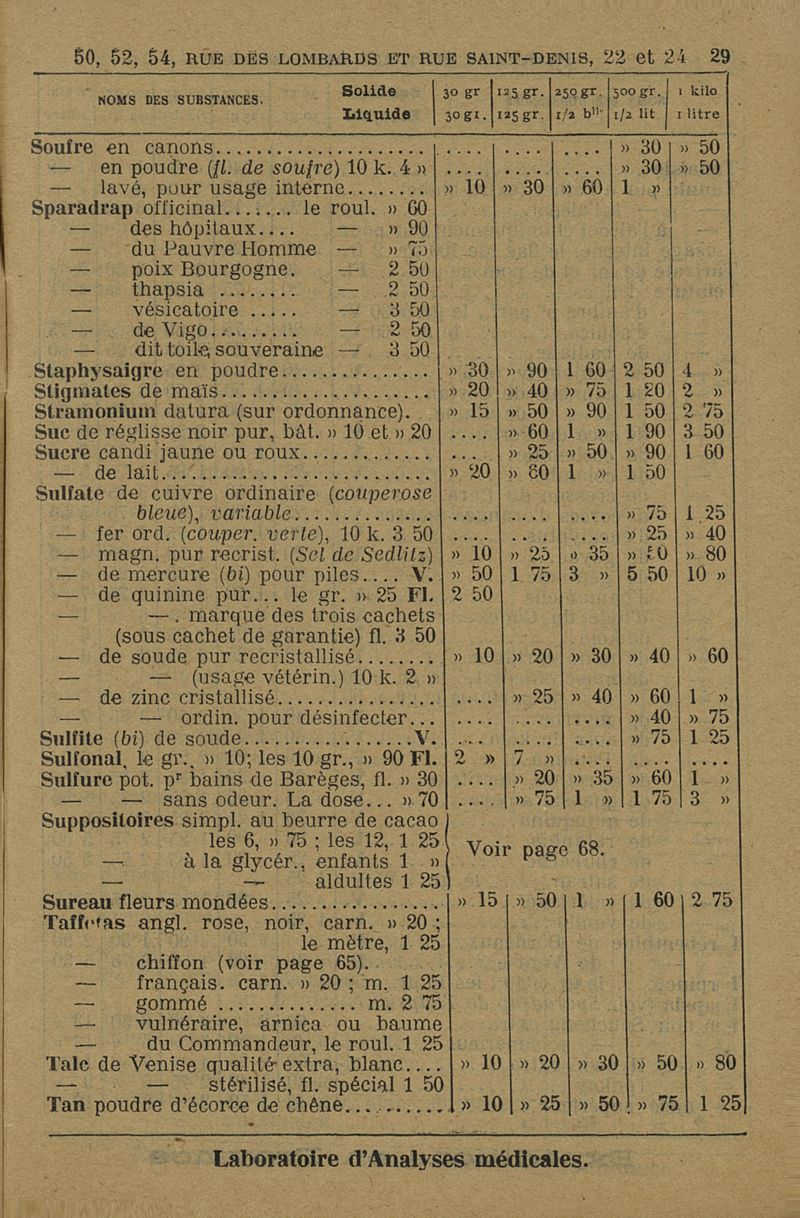 50, 52, 54, RUE DES LOMBARDS ET RUE SAINT-DENIS, 22 et 24 29
NOMS DES SUBSTANCES. Solide 30 gr 125 gr. 250 gr. 500 gr. 1 kilo
Liquide 30 gr. 125 gr. 1/2 bll. 1/2 lit 1 litre
Soufre en canons..................... .... .... .... » 30 » 50
— en poudre (fl. de soufre) 10 k. 4 » .... .... .... » 30 » 50
— lavé, pour usage interne........ » 10 » 30 » 60 1 »
Sparadrap officinal....... le roul. » 60
— des hôpitaux.... — » 90
— du Pauvre Homme — » 75
— poix Bourgogne. — 2 50
— thapsia ........ — 2 50
— vésicatoire ..... — 3 50
— de Vigo......... — 2 50
— dit toile souveraine — 3 50
Staphysaigre en poudre............... » 30 » 90 1 60 2 50 4 »
Stigmates de maïs..................... » 20 » 40 » 75 1 20 2 »
Stramonium datura (sur ordonnance). » 15 » 50 » 90 1 50 2 75
Suc de réglisse noir pur, bât. » 10 et » 20 .... » 60 1 » 1 90 3 50
Sucre candi jaune ou roux............. .... » 25 » 50 » 90 1 60
— de lait........................... » 20 » 60 1 » 1 50
Sulfate de cuivre ordinaire (couperose
bleue), variable.............. .... .... .... » 75 1 25
— fer ord. (couper. verte), 10 k. 3 50 .... .... .... » 25 » 40
— magn. pur recrist. (Sel de Sedlitz) » 10 » 25 » 35 » 80
— de mercure (bi) pour piles.... V. » 50 1 75 3 » 5 50 10 »
— de quinine pur... le gr. » 25 Fl. 2 50
— — . marque des trois cachets
(sous cachet de garantie) fl. 3 50
— de soude pur recristallisé........ » 10 » 20 » 30 » 40 » 60
— — (usage vétérin.) 10 k. 2 »
— de zinc cristallisé................ .... » 25 » 40 » 60 1 »
— — ordin. pour désinfecter... .... .... .... » 40 » 75
Sulfite (bi) de soude.................V. .... .... .... » 75 1 25
Sulfonal, le gr., » 10; les 10 gr., » 90 Fl. 2 » 7 » .... .... ....
Sulfure pot. pr bains de Barèges, fl. » 30 .... » 20 » 35 » 60 1 »
— — sans odeur. La dose... » 70 .... » 75 1 » 1 75 3 »
Suppositoires simpl. au beurre de cacao
les 6, » 75 ; les 12, 1 25
— à la glycér., enfants 1 » Voir page 68.
— — aldultes 1 25
Sureau fleurs mondées................. » 15 » 50 1 » 1 60 2 75
Taffetas angl. rose, noir, carn. » 20 ;
le mètre, 1 25
— chiffon (voir page 65).
— français. carn. » 20 ; m. 1 25
— gommé .............. m. 2 75
— vulnéraire, arnica ou baume
— du Commandeur, le roul. 1 25
Talc de Venise qualité extra, blanc.... » 10 » 20 » 30 » 50 » 80
— — stérilisé, fl. spécial 1 50
Tan poudre d'écorce de chêne........... » 10 » 25 » 50 » 75 1 25
Laboratoire d'Analyses médicales.